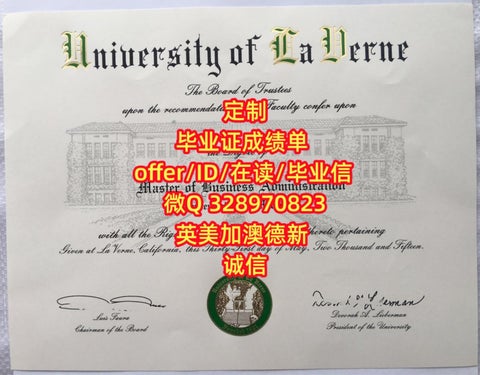 University of La Verne
The Board of Trustees
upon the recommendation Faculty confer upon
定制
毕业证成绩单
offer/ID/在读/毕业信
Master of Business Administration
微Q 328970823
英美加澳德新
诚信
with all the Rig thereto pertaining
Given at La Verne, California, this Thirty-First day of May, Two Thousand and Fifteen.
Luis Faura
Chairman of the Board
Devorah A. Lieberman
President of the University